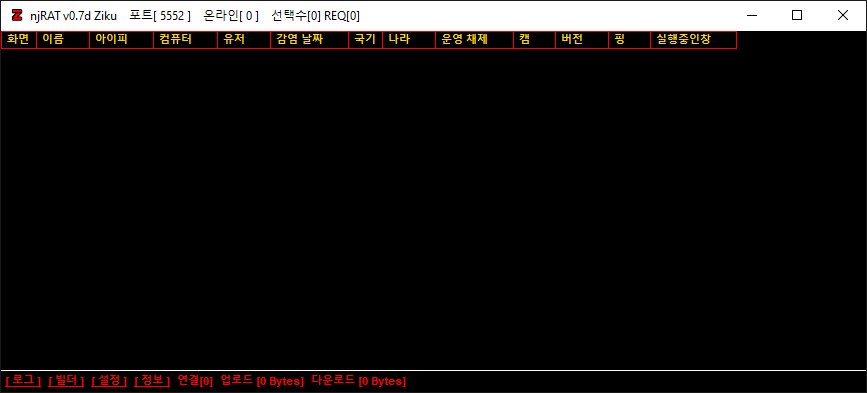 Z njRAT v0.7d Ziku 포트[ 5552 ] 온라인[ 0 ] 선택수[0] REQ[0]
화면 이름 아이피 컴퓨터 유저 감염 날짜 국기 나라 운영 채제 캠 버전 핑 실행중인창
[ 로그 ] [ 빌더 ] [ 설정 ] [ 정보 ] 연결[0] 업로드 [0 Bytes] 다운로드 [0 Bytes]